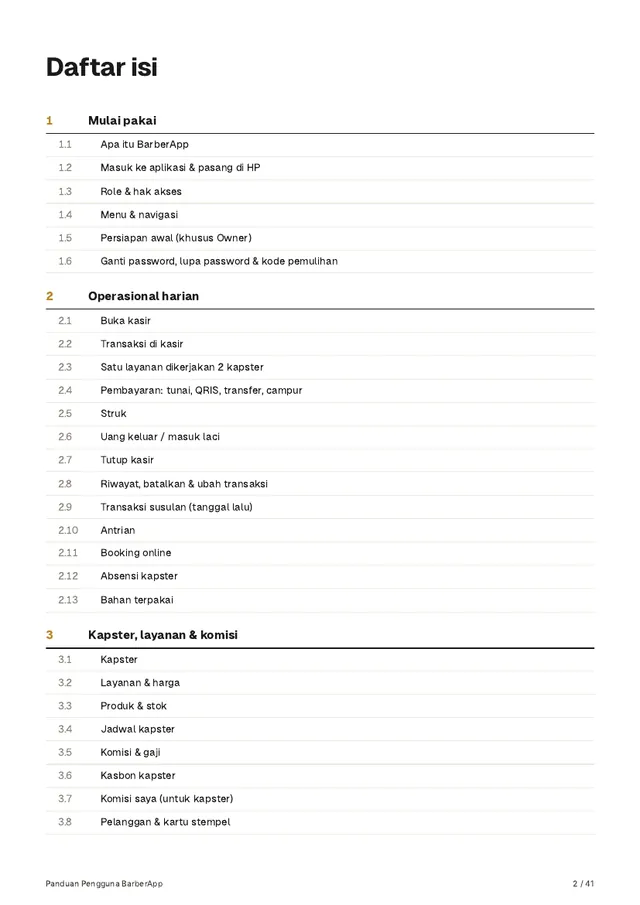 Daftar isi
1 Mulai pakai
1.1 Apa itu BarberApp
1.2 Masuk ke aplikasi & pasang di HP
1.3 Role & hak akses
1.4 Menu & navigasi
1.5 Persiapan awal (khusus Owner)
1.6 Ganti password, lupa password & kode pemulihan
2 Operasional harian
2.1 Buka kasir
2.2 Transaksi di kasir
2.3 Satu layanan dikerjakan 2 kapster
2.4 Pembayaran: tunai, QRIS, transfer, campur
2.5 Struk
2.6 Uang keluar / masuk laci
2.7 Tutup kasir
2.8 Riwayat, batalkan & ubah transaksi
2.9 Transaksi susulan (tanggal lalu)
2.10 Antrian
2.11 Booking online
2.12 Absensi kapster
2.13 Bahan terpakai
3 Kapster, layanan & komisi
3.1 Kapster
3.2 Layanan & harga
3.3 Produk & stok
3.4 Jadwal kapster
3.5 Komisi & gaji
3.6 Kasbon kapster
3.7 Komisi saya (untuk kapster)
3.8 Pelanggan & kartu stempel
Panduan Pengguna BarberApp 2 / 41